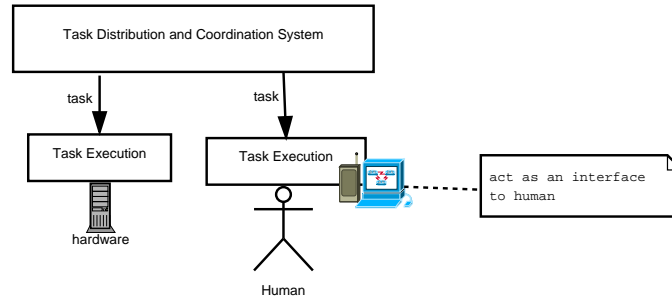 Task Distribution and Coordination System
task
task
Task Execution
Task Execution
act as an interface
to human
hardware
Human